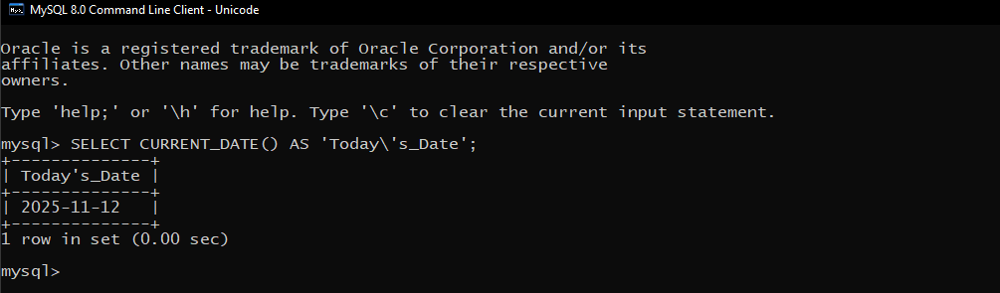 MySQL 8.0 Command Line Client - Unicode
Oracle is a registered trademark of Oracle Corporation and/or its
affiliates. Other names may be trademarks of their respective
owners.
Type 'help;' or '\h' for help. Type '\c' to clear the current input statement.
mysql> SELECT CURRENT_DATE() AS 'Today\'s_Date';
+--------------+
| Today's_Date |
+--------------+
| 2025-11-12   |
+--------------+
1 row in set (0.00 sec)
mysql>